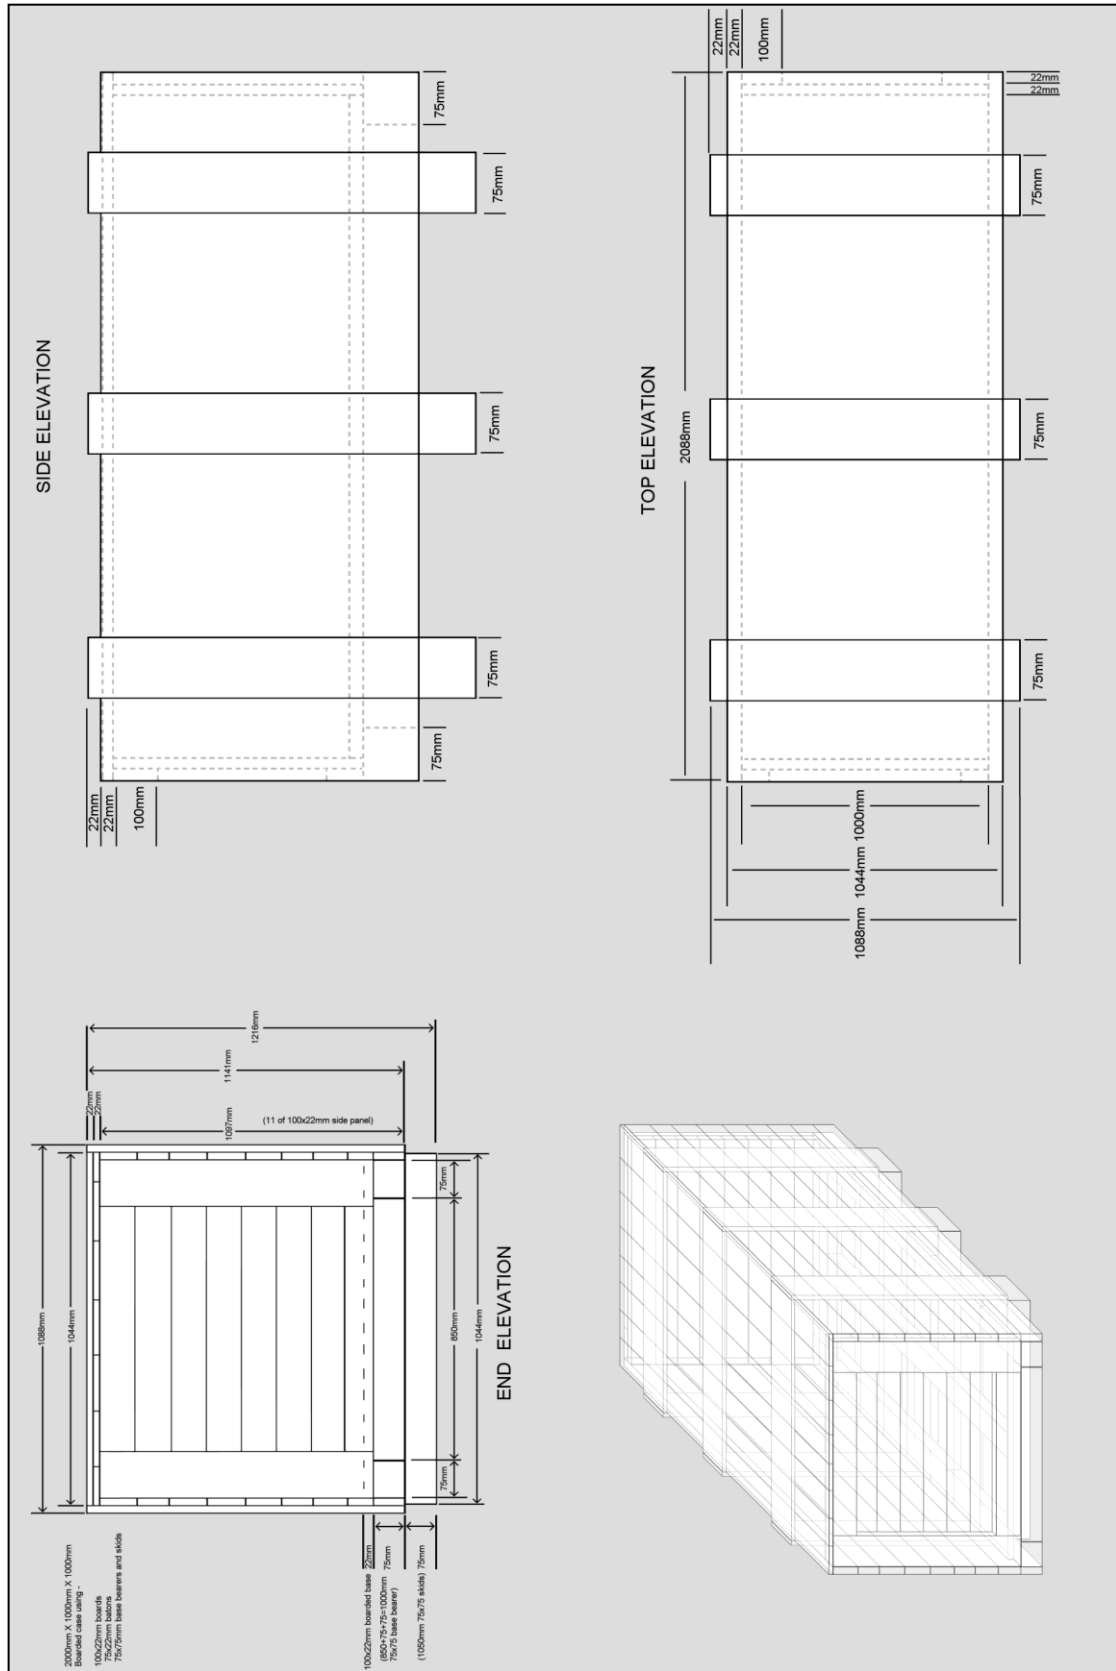 SIDE ELEVATION
75mm
75mm
75mm
75mm
75mm
22mm
22mm
100mm
TOP ELEVATION
22mm
22mm
100mm
22mm
22mm
75mm
75mm
75mm
2088mm
1000mm
1044mm
1088mm
END ELEVATION
1216mm
1141mm
22mm
22mm
1097mm
(11 of 100x22mm side panel)
1088mm
1044mm
75mm
850mm
1044mm
75mm
2000mm X 1000mm X 1000mm
Boarded case using -
100x22mm boards
75x22mm batons
75x75mm base bearers and skids
100x22mm boarded base 22mm
(850+75+75=1000mm 75mm
75x75 base bearer)
(1050mm 75x75 skids) 75mm